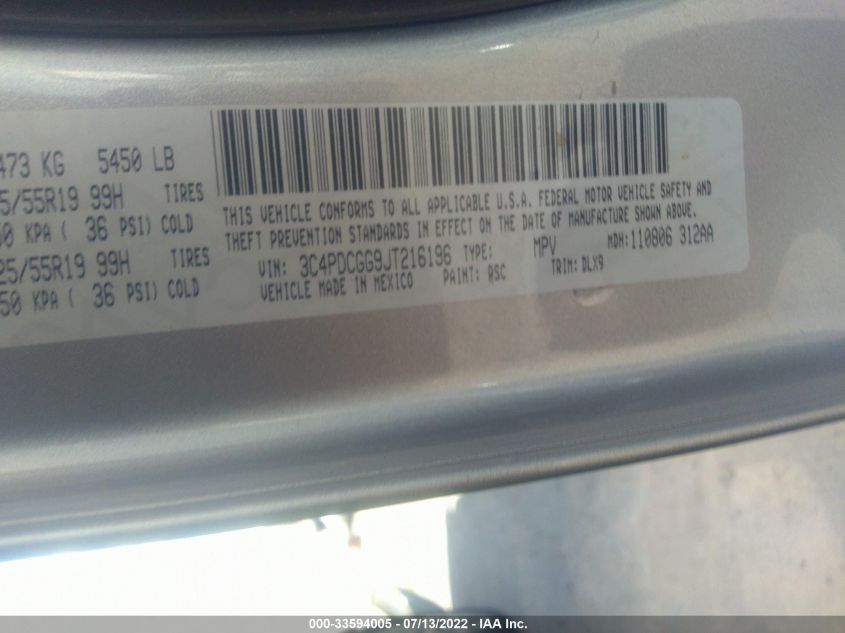 473 KG 5450 LB
5/55R19 99H TIRES
50 KPA ( 36 PSI) COLD
25/55R19 99H TIRES
50 KPA ( 36 PSI) COLD
THIS VEHICLE CONFORMS TO ALL APPLICABLE U.S.A. FEDERAL MOTOR VEHICLE SAFETY AND
THEFT PREVENTION STANDARDS IN EFFECT ON THE DATE OF MANUFACTURE SHOWN ABOVE.
VIN: 3C4PDCGG9JT216196 TYPE: MPV MDH:110806 312AA
VEHICLE MADE IN MEXICO PAINT: RSC TRIM: DLX9
000-33594005 - 07/13/2022 - IAA Inc.